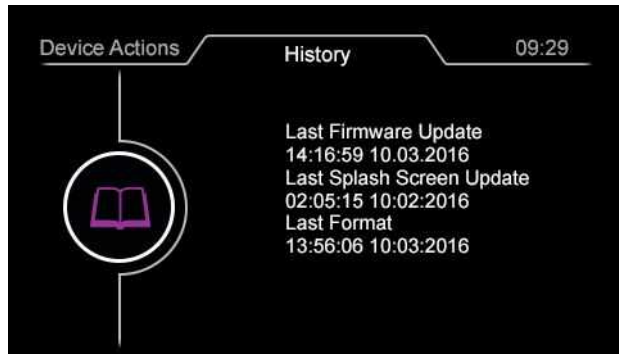 Device Actions
History
09:29
Last Firmware Update
14:16:59 10.03.2016
Last Splash Screen Update
02:05:15 10:02:2016
Last Format
13:56:06 10:03:2016